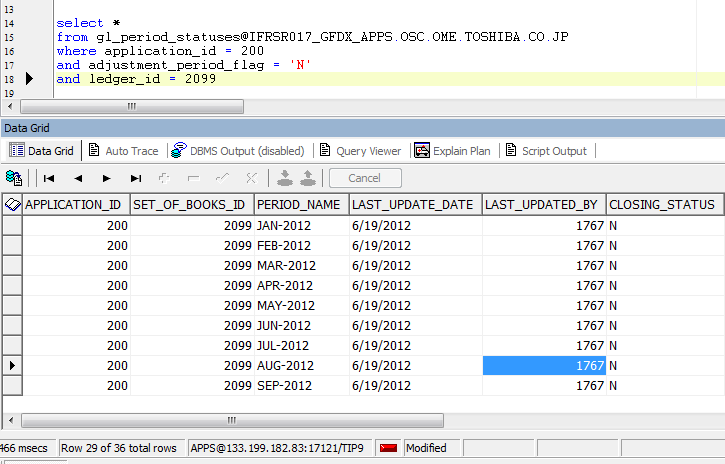 13
14
15 select *
16 from gl_period_statuses@IFRSR017_GFDX_APPS.OSC.OME.TOSHIBA.CO.JP
where application_id = 200
17 and adjustment_period_flag = 'N'
18 and ledger_id = 2099
19
Data Grid
Data Grid Auto Trace DBMS Output (disabled) Query Viewer Explain Plan Script Output
Cancel
APPLICATION_ID SET_OF_BOOKS_ID PERIOD_NAME LAST_UPDATE_DATE LAST_UPDATED_BY CLOSING_STATUS
200 2099 JAN-2012 6/19/2012 1767 N
200 2099 FEB-2012 6/19/2012 1767 N
200 2099 MAR-2012 6/19/2012 1767 N
200 2099 APR-2012 6/19/2012 1767 N
200 2099 MAY-2012 6/19/2012 1767 N
200 2099 JUN-2012 6/19/2012 1767 N
200 2099 JUL-2012 6/19/2012 1767 N
200 2099 AUG-2012 6/19/2012 1767 N
200 2099 SEP-2012 6/19/2012 1767 N
466 msecs Row 29 of 36 total rows APPS@133.199.182.83:17121/TIP9 Modified